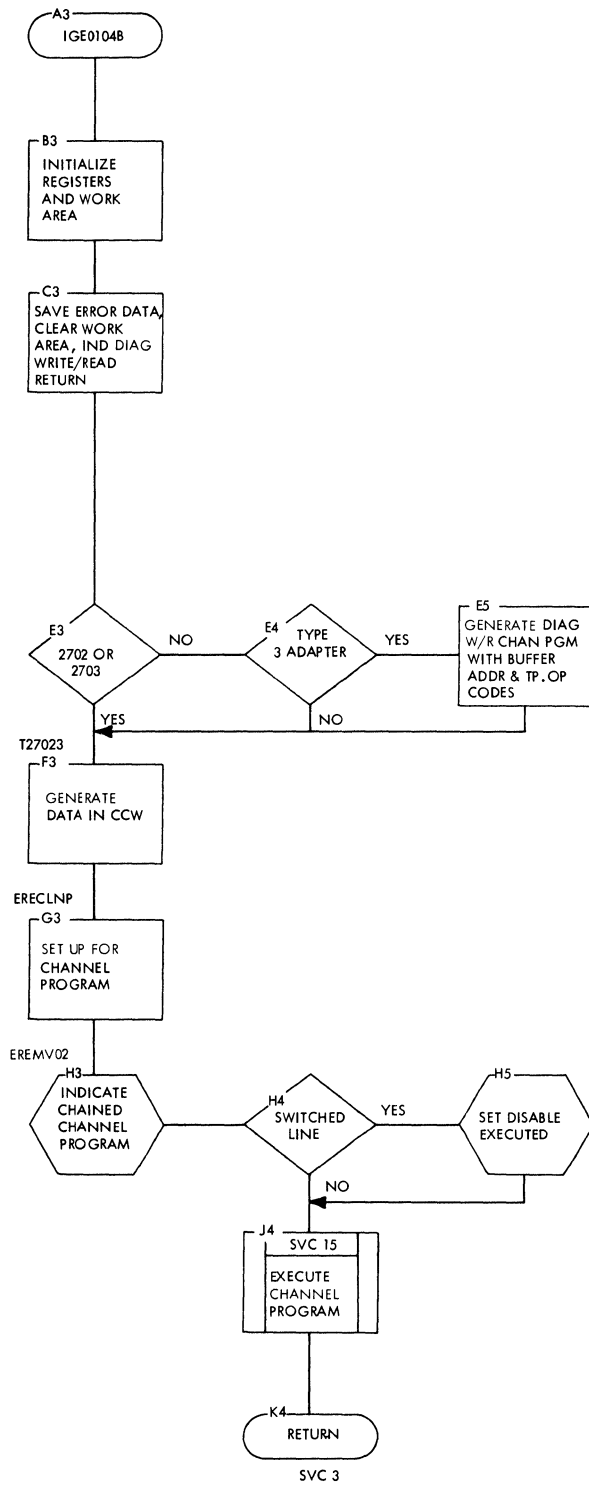 A3
IGE0104B
B3
INITIALIZE
REGISTERS
AND WORK
AREA
C3
SAVE ERROR DATA,
CLEAR WORK
AREA, IND DIAG
WRITE/READ
RETURN
E3
2702 OR
2703
NO
E4
TYPE
3 ADAPTER
YES
E5
GENERATE DIAG
W/R CHAN PGM
WITH BUFFER
ADDR & TP.OP
CODES
YES
NO
T27023
F3
GENERATE
DATA IN CCW
ERECLNP
G3
SET UP FOR
CHANNEL
PROGRAM
EREMV02
H3
INDICATE
CHAINED
CHANNEL
PROGRAM
H4
SWITCHED
LINE
YES
H5
SET DISABLE
EXECUTED
NO
J4
SVC 15
EXECUTE
CHANNEL
PROGRAM
K4
RETURN
SVC 3